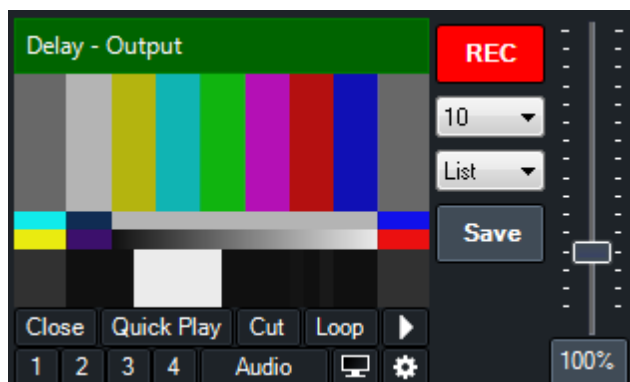 Delay - Output
REC
10
List
Save
Close Quick Play Cut Loop
1 2 3 4 Audio
100%